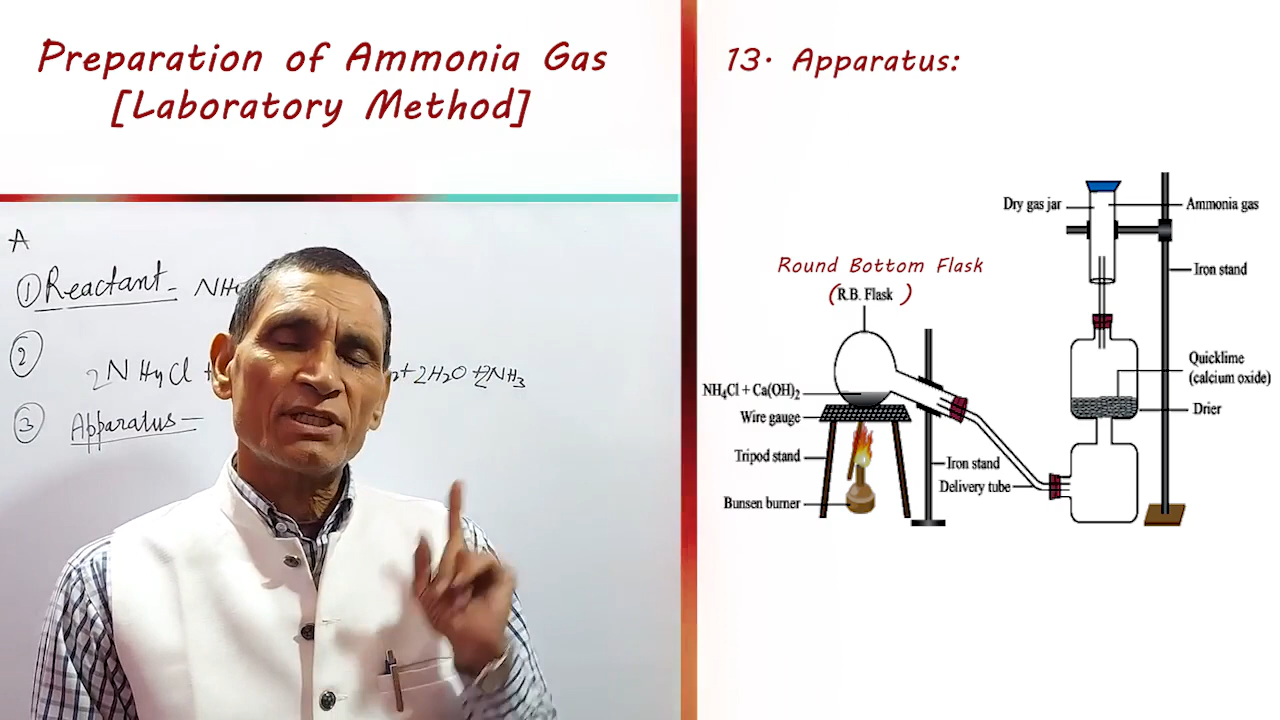 Preparation of Ammonia Gas
[Laboratory Method]
A
① Reactant -
②
2NH4Cl +
+2H2O +2NH3
③ Apparatus -
13. Apparatus:
Dry gas jar
Ammonia gas
Iron stand
Round Bottom Flask
(R.B. Flask )
Quicklime
(calcium oxide)
NH₄Cl + Ca(OH)₂
Drier
Wire gauge
Tripod stand
Iron stand
Delivery tube
Bunsen burner